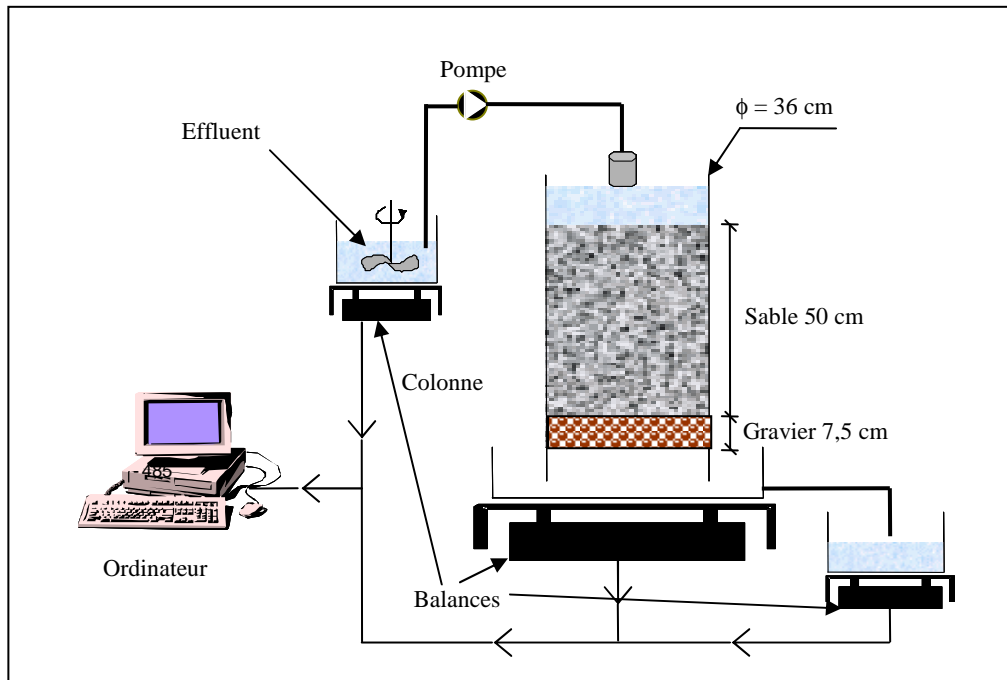 Pompe
ϕ = 36 cm
Effluent
Sable 50 cm
Colonne
Gravier 7,5 cm
485
Ordinateur
Balances